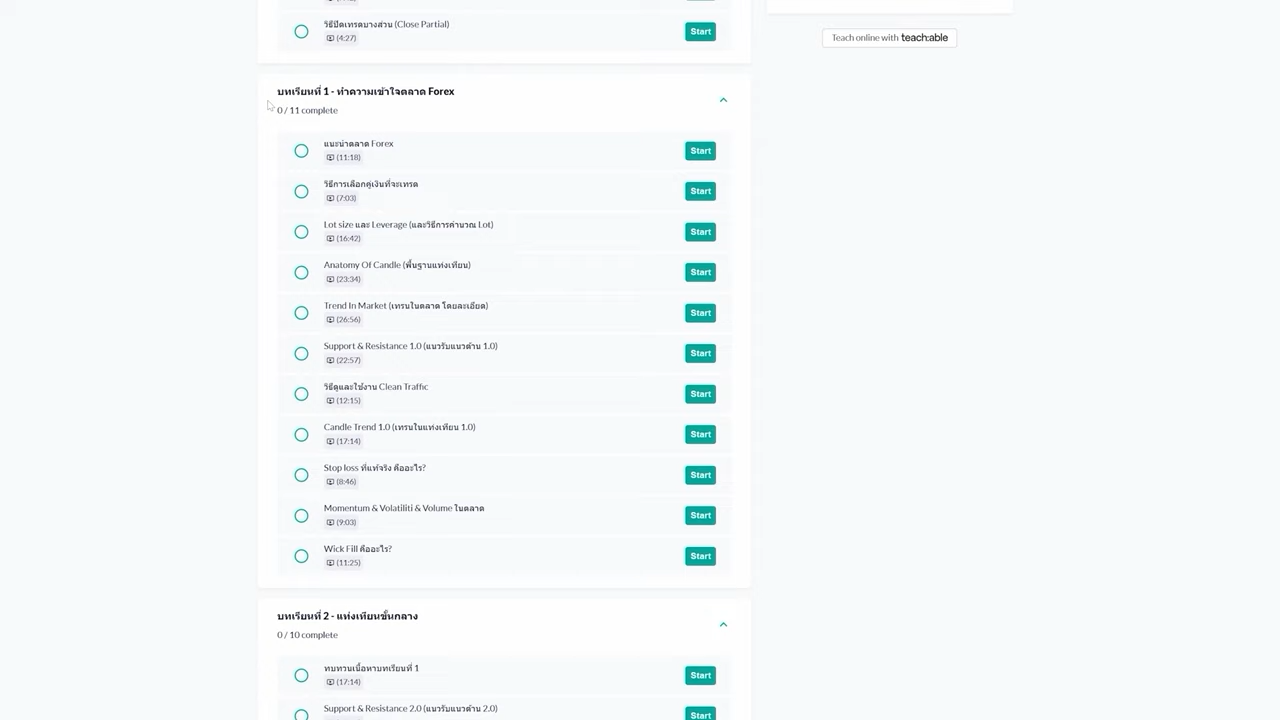 วิธีปิดเทรดบางส่วน (Close Partial)
(4:27)
Start
Teach online with teach:able
บทเรียนที่ 1 - ทำความเข้าใจตลาด Forex
0 / 11 complete
แนะนำตลาด Forex
(11:18)
Start
วิธีการเลือกคู่เงินที่จะเทรด
(7:03)
Start
Lot size และ Leverage (และวิธีการคำนวณ Lot)
(16:42)
Start
Anatomy Of Candle (พื้นฐานแท่งเทียน)
(23:34)
Start
Trend In Market (เทรนในตลาด โดยละเอียด)
(26:56)
Start
Support & Resistance 1.0 (แนวรับแนวต้าน 1.0)
(22:57)
Start
วิธีดูและใช้งาน Clean Traffic
(12:15)
Start
Candle Trend 1.0 (เทรนในแท่งเทียน 1.0)
(17:14)
Start
Stop loss ที่แท้จริง คืออะไร?
(8:46)
Start
Momentum & Volatiliti & Volume ในตลาด
(9:03)
Start
Wick Fill คืออะไร?
(11:25)
Start
บทเรียนที่ 2 - แท่งเทียนขั้นกลาง
0 / 10 complete
ทบทวนเนื้อหาบทเรียนที่ 1
(17:14)
Start
Support & Resistance 2.0 (แนวรับแนวต้าน 2.0)
Start